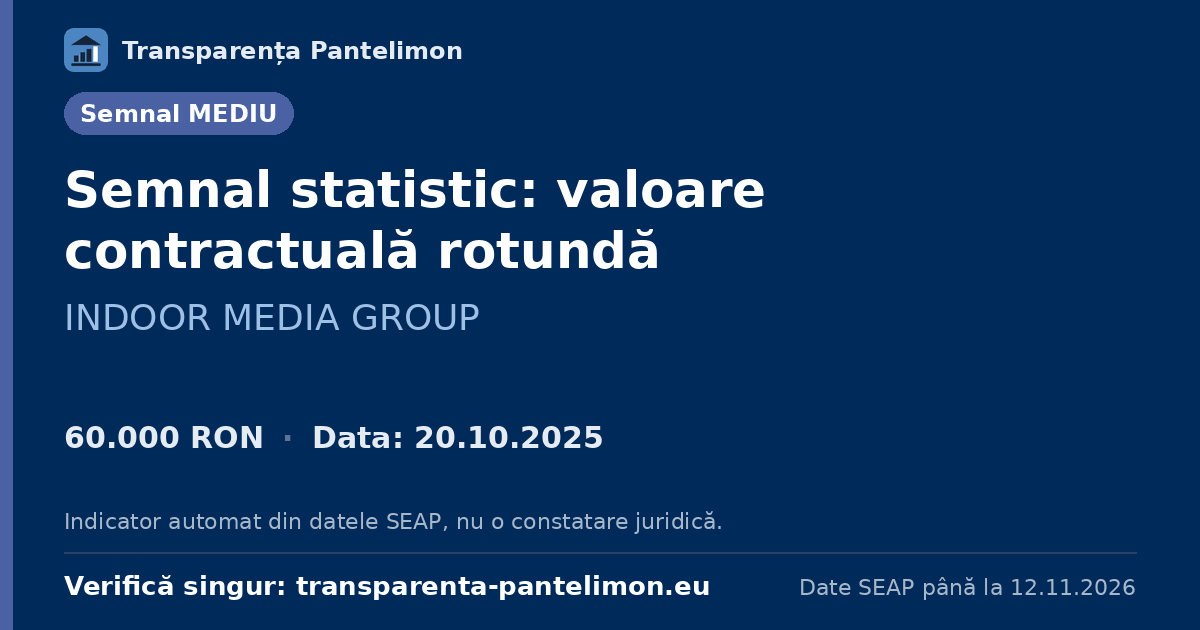 Transparența Pantelimon
Semnal MEDIU
Semnal statistic: valoare
contractuală rotundă
INDOOR MEDIA GROUP
60.000 RON · Data: 20.10.2025
Indicator automat din datele SEAP, nu o constatare juridică.
Verifică singur: transparenta-pantelimon.eu
Date SEAP până la 12.11.2026